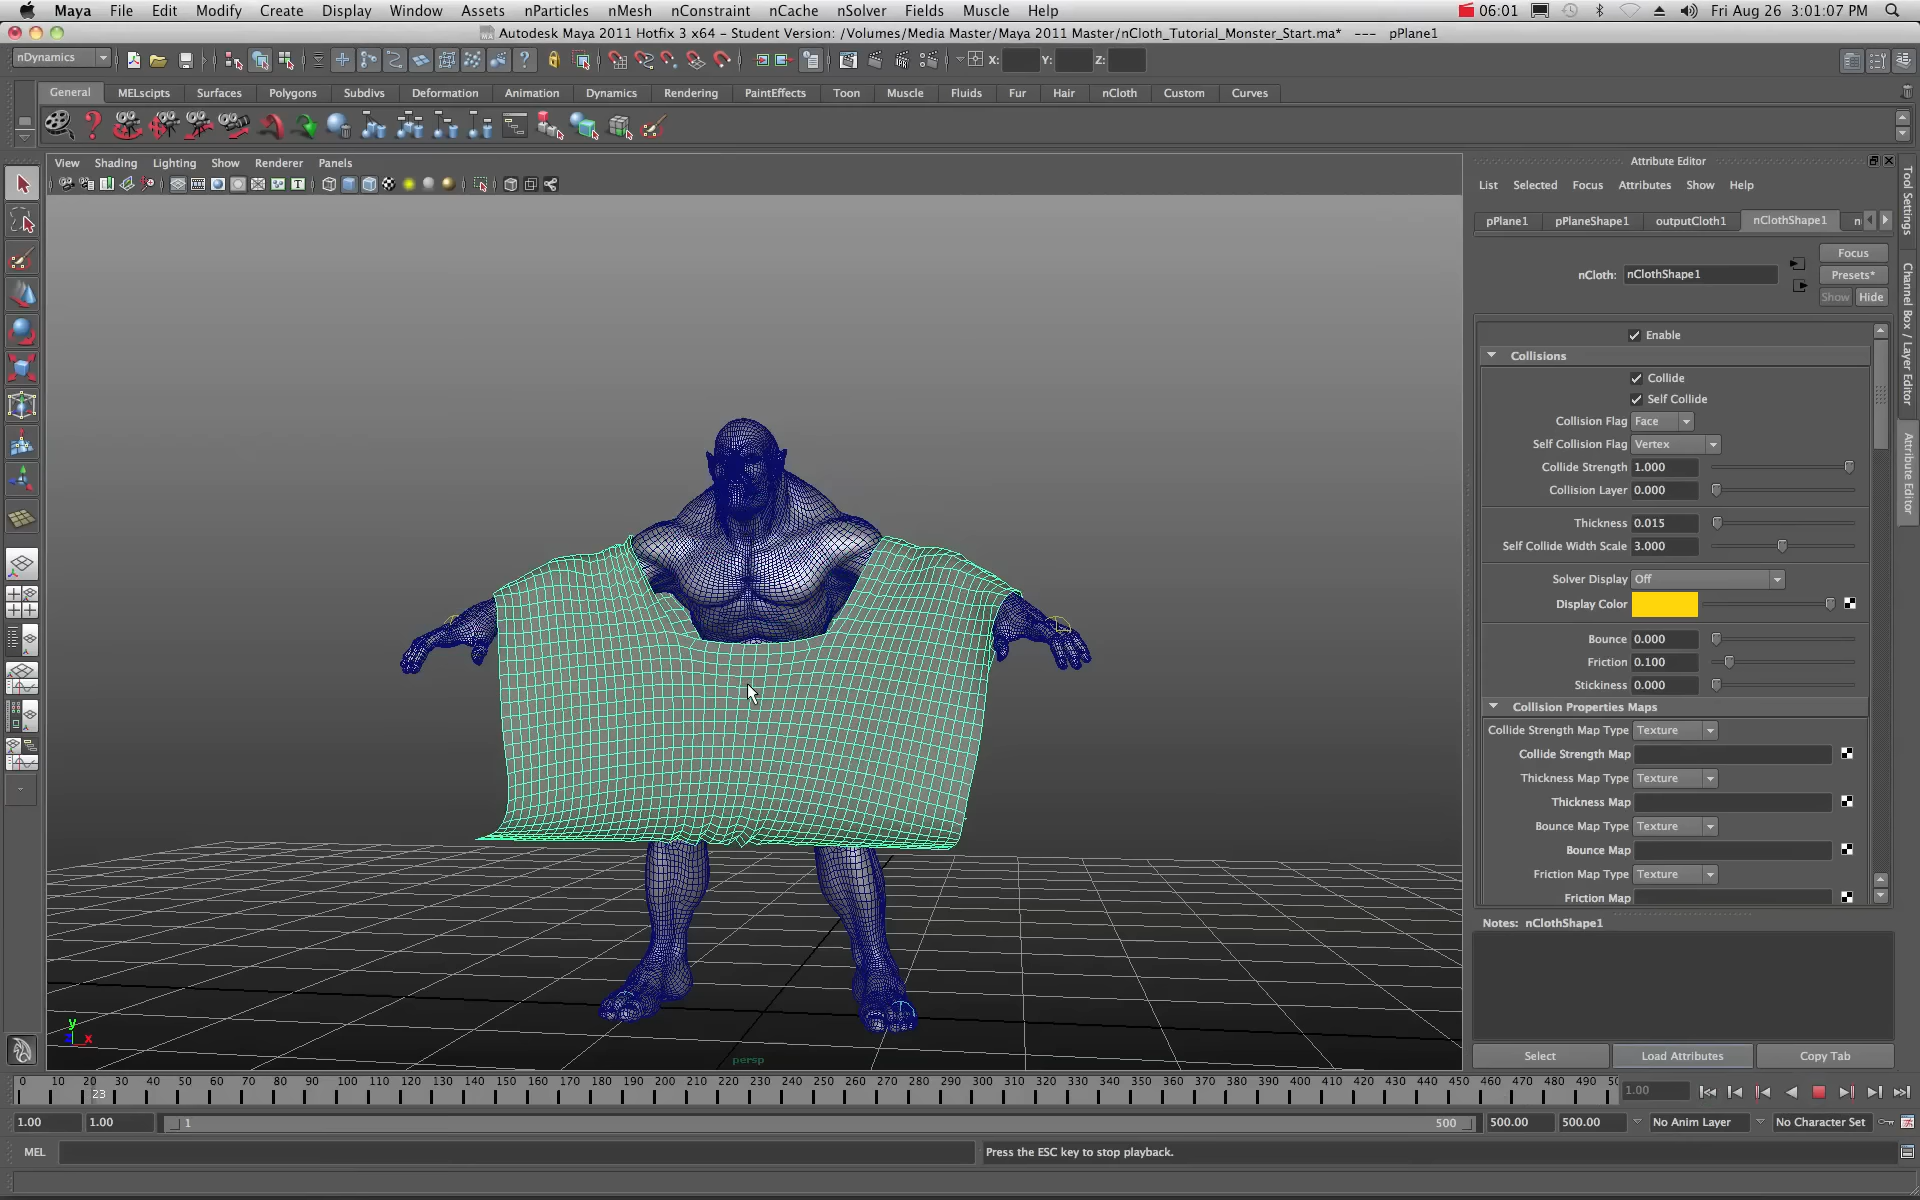 Maya File Edit Modify Create Display Window Assets nParticles nMesh nConstraint nCache nSolver Fields Muscle Help 06:01 Fri Aug 26 3:01:07 PM
Autodesk Maya 2011 Hotfix 3 x64 - Student Version: /Volumes/Media Master/Maya 2011 Master/nCloth_Tutorial_Monster_Start.ma* --- pPlane1
nDynamics X: Y: Z:
General MELscipts Surfaces Polygons Subdivs Deformation Animation Dynamics Rendering PaintEffects Toon Muscle Fluids Fur Hair nCloth Custom Curves
View Shading Lighting Show Renderer Panels
Attribute Editor
List Selected Focus Attributes Show Help
pPlane1 pPlaneShape1 outputCloth1 nClothShape1 n
Focus
nCloth: nClothShape1
Presets*
Show Hide
Enable
Collisions
Collide
Self Collide
Collision Flag Face
Self Collision Flag Vertex
Collide Strength 1.000
Collision Layer 0.000
Thickness 0.015
Self Collide Width Scale 3.000
Solver Display Off
Display Color
Bounce 0.000
Friction 0.100
Stickiness 0.000
Collision Properties Maps
Collide Strength Map Type Texture
Collide Strength Map
Thickness Map Type Texture
Thickness Map
Bounce Map Type Texture
Bounce Map
Friction Map Type Texture
Friction Map
Notes: nClothShape1
Select Load Attributes Copy Tab
Tool Settings
Channel Box / Layer Editor
Attribute Editor
y
z x
persp
0 10 20 30 40 50 60 70 80 90 100 110 120 130 140 150 160 170 180 190 200 210 220 230 240 250 260 270 280 290 300 310 320 330 340 350 360 370 380 390 400 410 420 430 440 450 460 470 480 490 50
23
1.00
1.00 1.00 1 500 500.00 500.00 No Anim Layer No Character Set
MEL Press the ESC key to stop playback.